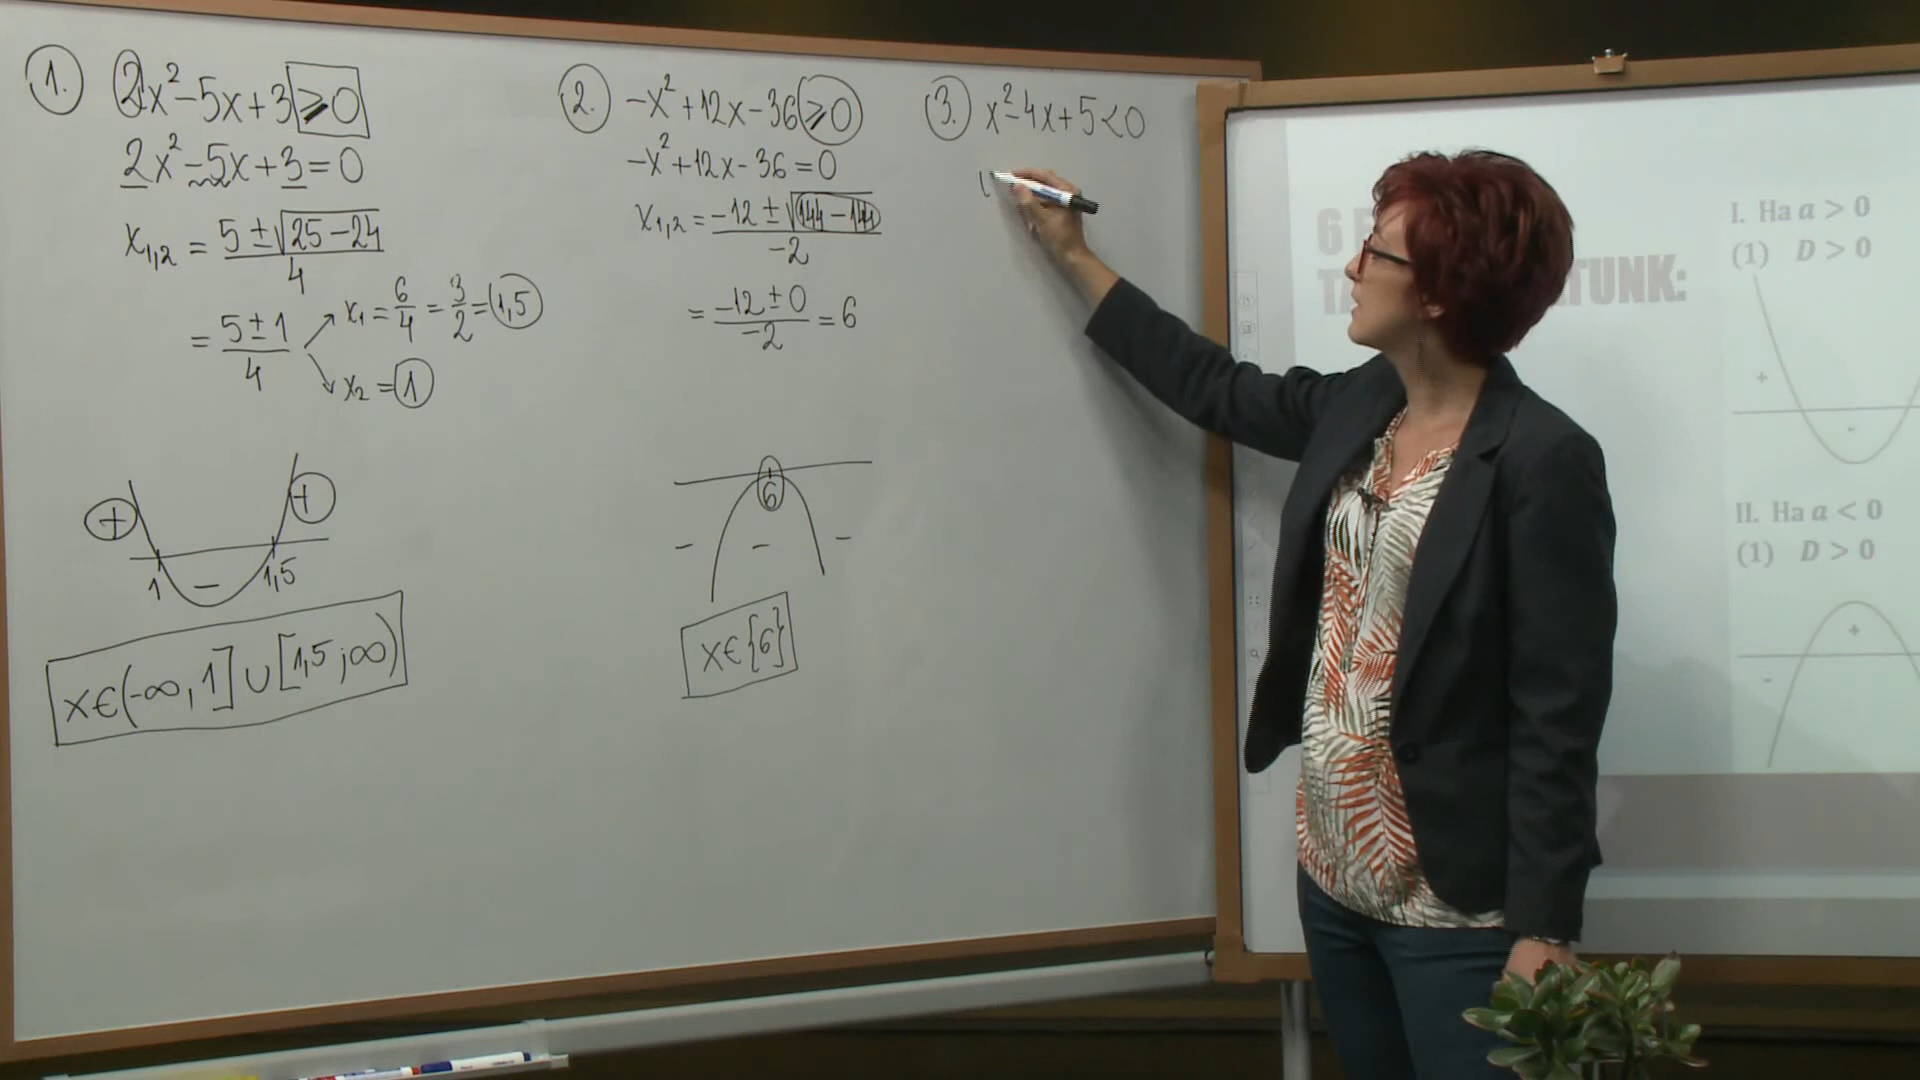 1. 2x²-5x+3≥0
2x²-5x+3=0
x₁,₂ = (5±√(25-24))/4
= (5±1)/4
x₁ = 6/4 = 3/2 = 1,5
x₂ = 1
+ +
1 - 1,5
x∈(-∞,1]∪[1,5;∞)
2. -x²+12x-36≥0
-x²+12x-36=0
x₁,₂ = (-12±√(144-144))/-2
= (-12±0)/-2 = 6
6
- - -
x∈{6}
3. x²-4x+5<0
6
TUNK:
I. Ha a > 0
(1) D > 0
+
-
II. Ha a < 0
(1) D > 0
+
-